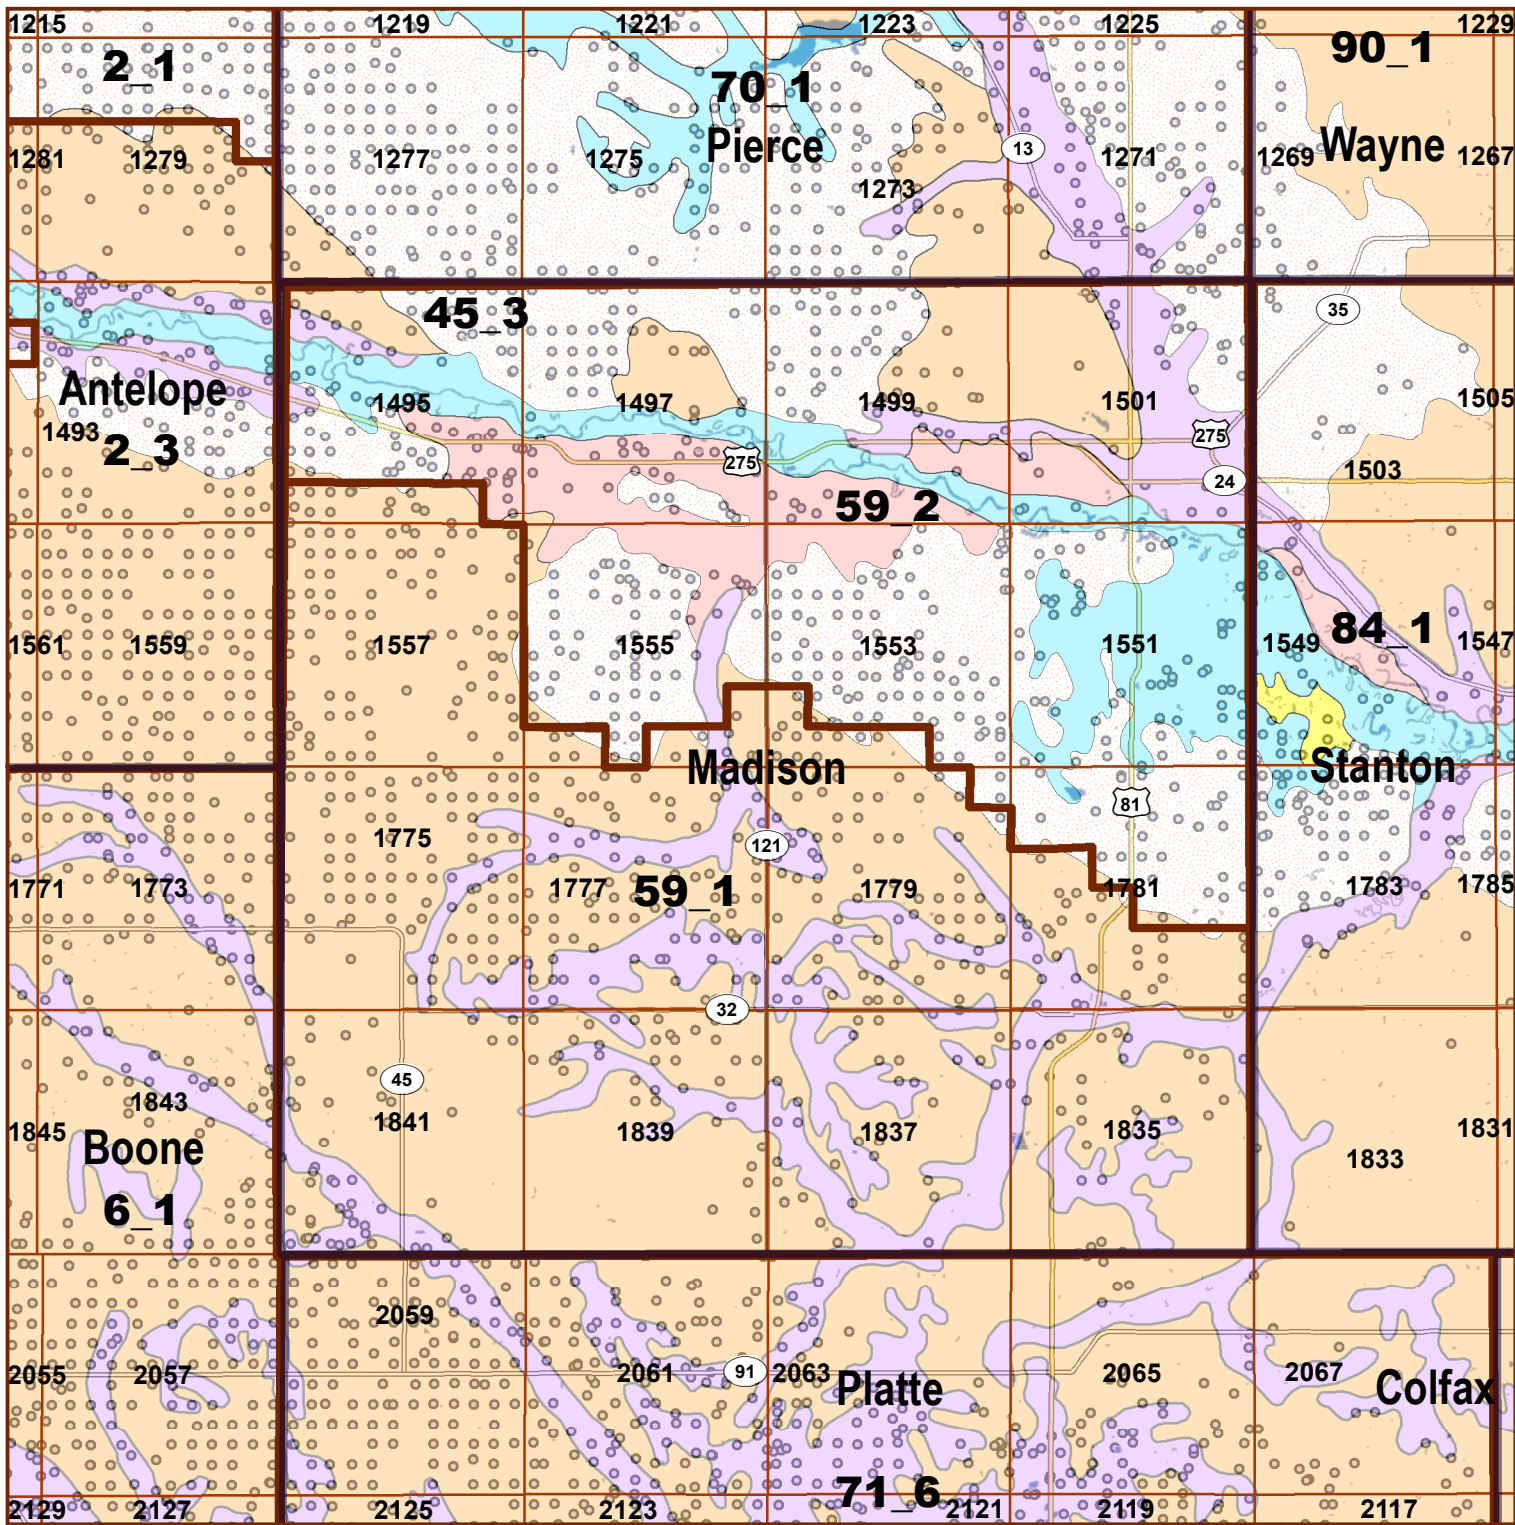 1215 1219 1221 1223 1225 1229
2_1 70_1 90_1
Pierce Wayne
1281 1279 1277 1275 1273 13 1271 1269 1267
45_3 35
Antelope
1495 1497 1499 1501 1505
1493 2_3 275 275 1503
59_2 24
1561 1559 1557 1555 1553 1551 1549 84_1 1547
Madison Stanton
81
1775 121
1771 1773 1777 59_1 1779 1781 1783 1785
32
45
1843 1841
1845 1839 1837 1835 1833 1831
Boone
6_1
2059
2055 2057 2061 91 2063 Platte 2065 2067 Colfax
71_6
2129 2127 2125 2123 2121 2119 2117